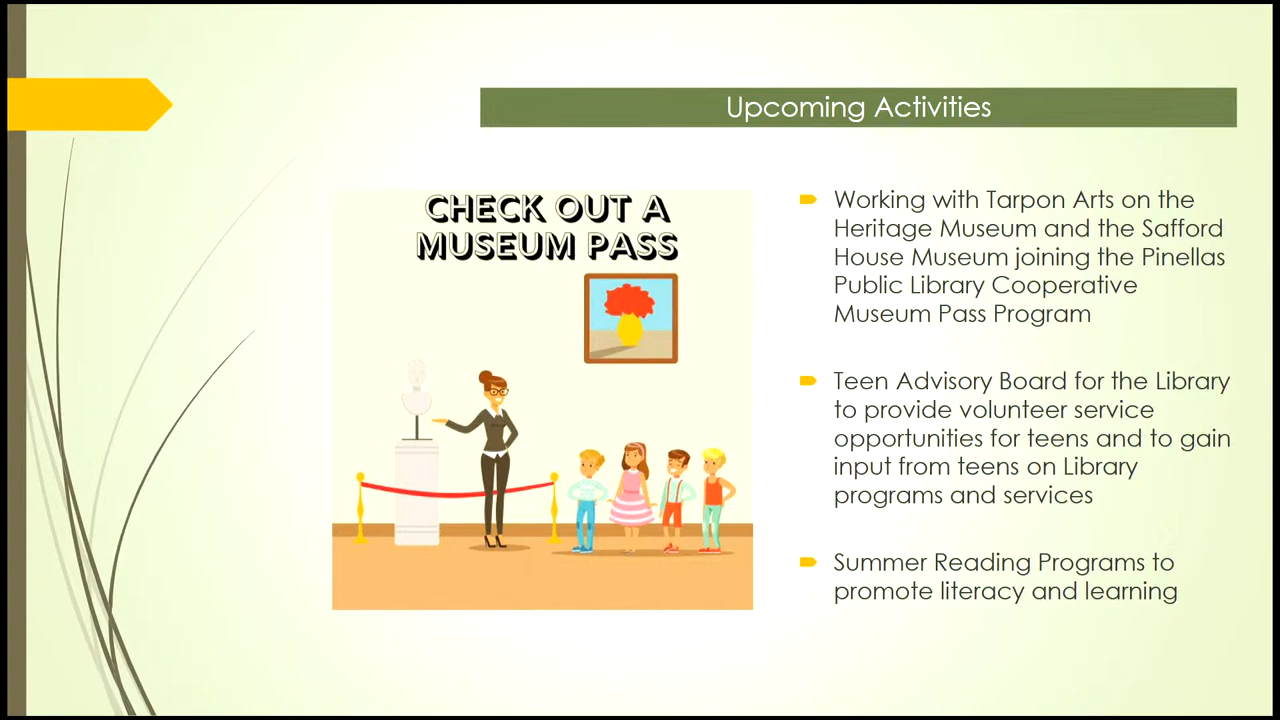 Upcoming Activities
CHECK OUT A
MUSEUM PASS
Working with Tarpon Arts on the
Heritage Museum and the Safford
House Museum joining the Pinellas
Public Library Cooperative
Museum Pass Program
Teen Advisory Board for the Library
to provide volunteer service
opportunities for teens and to gain
input from teens on Library
programs and services
Summer Reading Programs to
promote literacy and learning